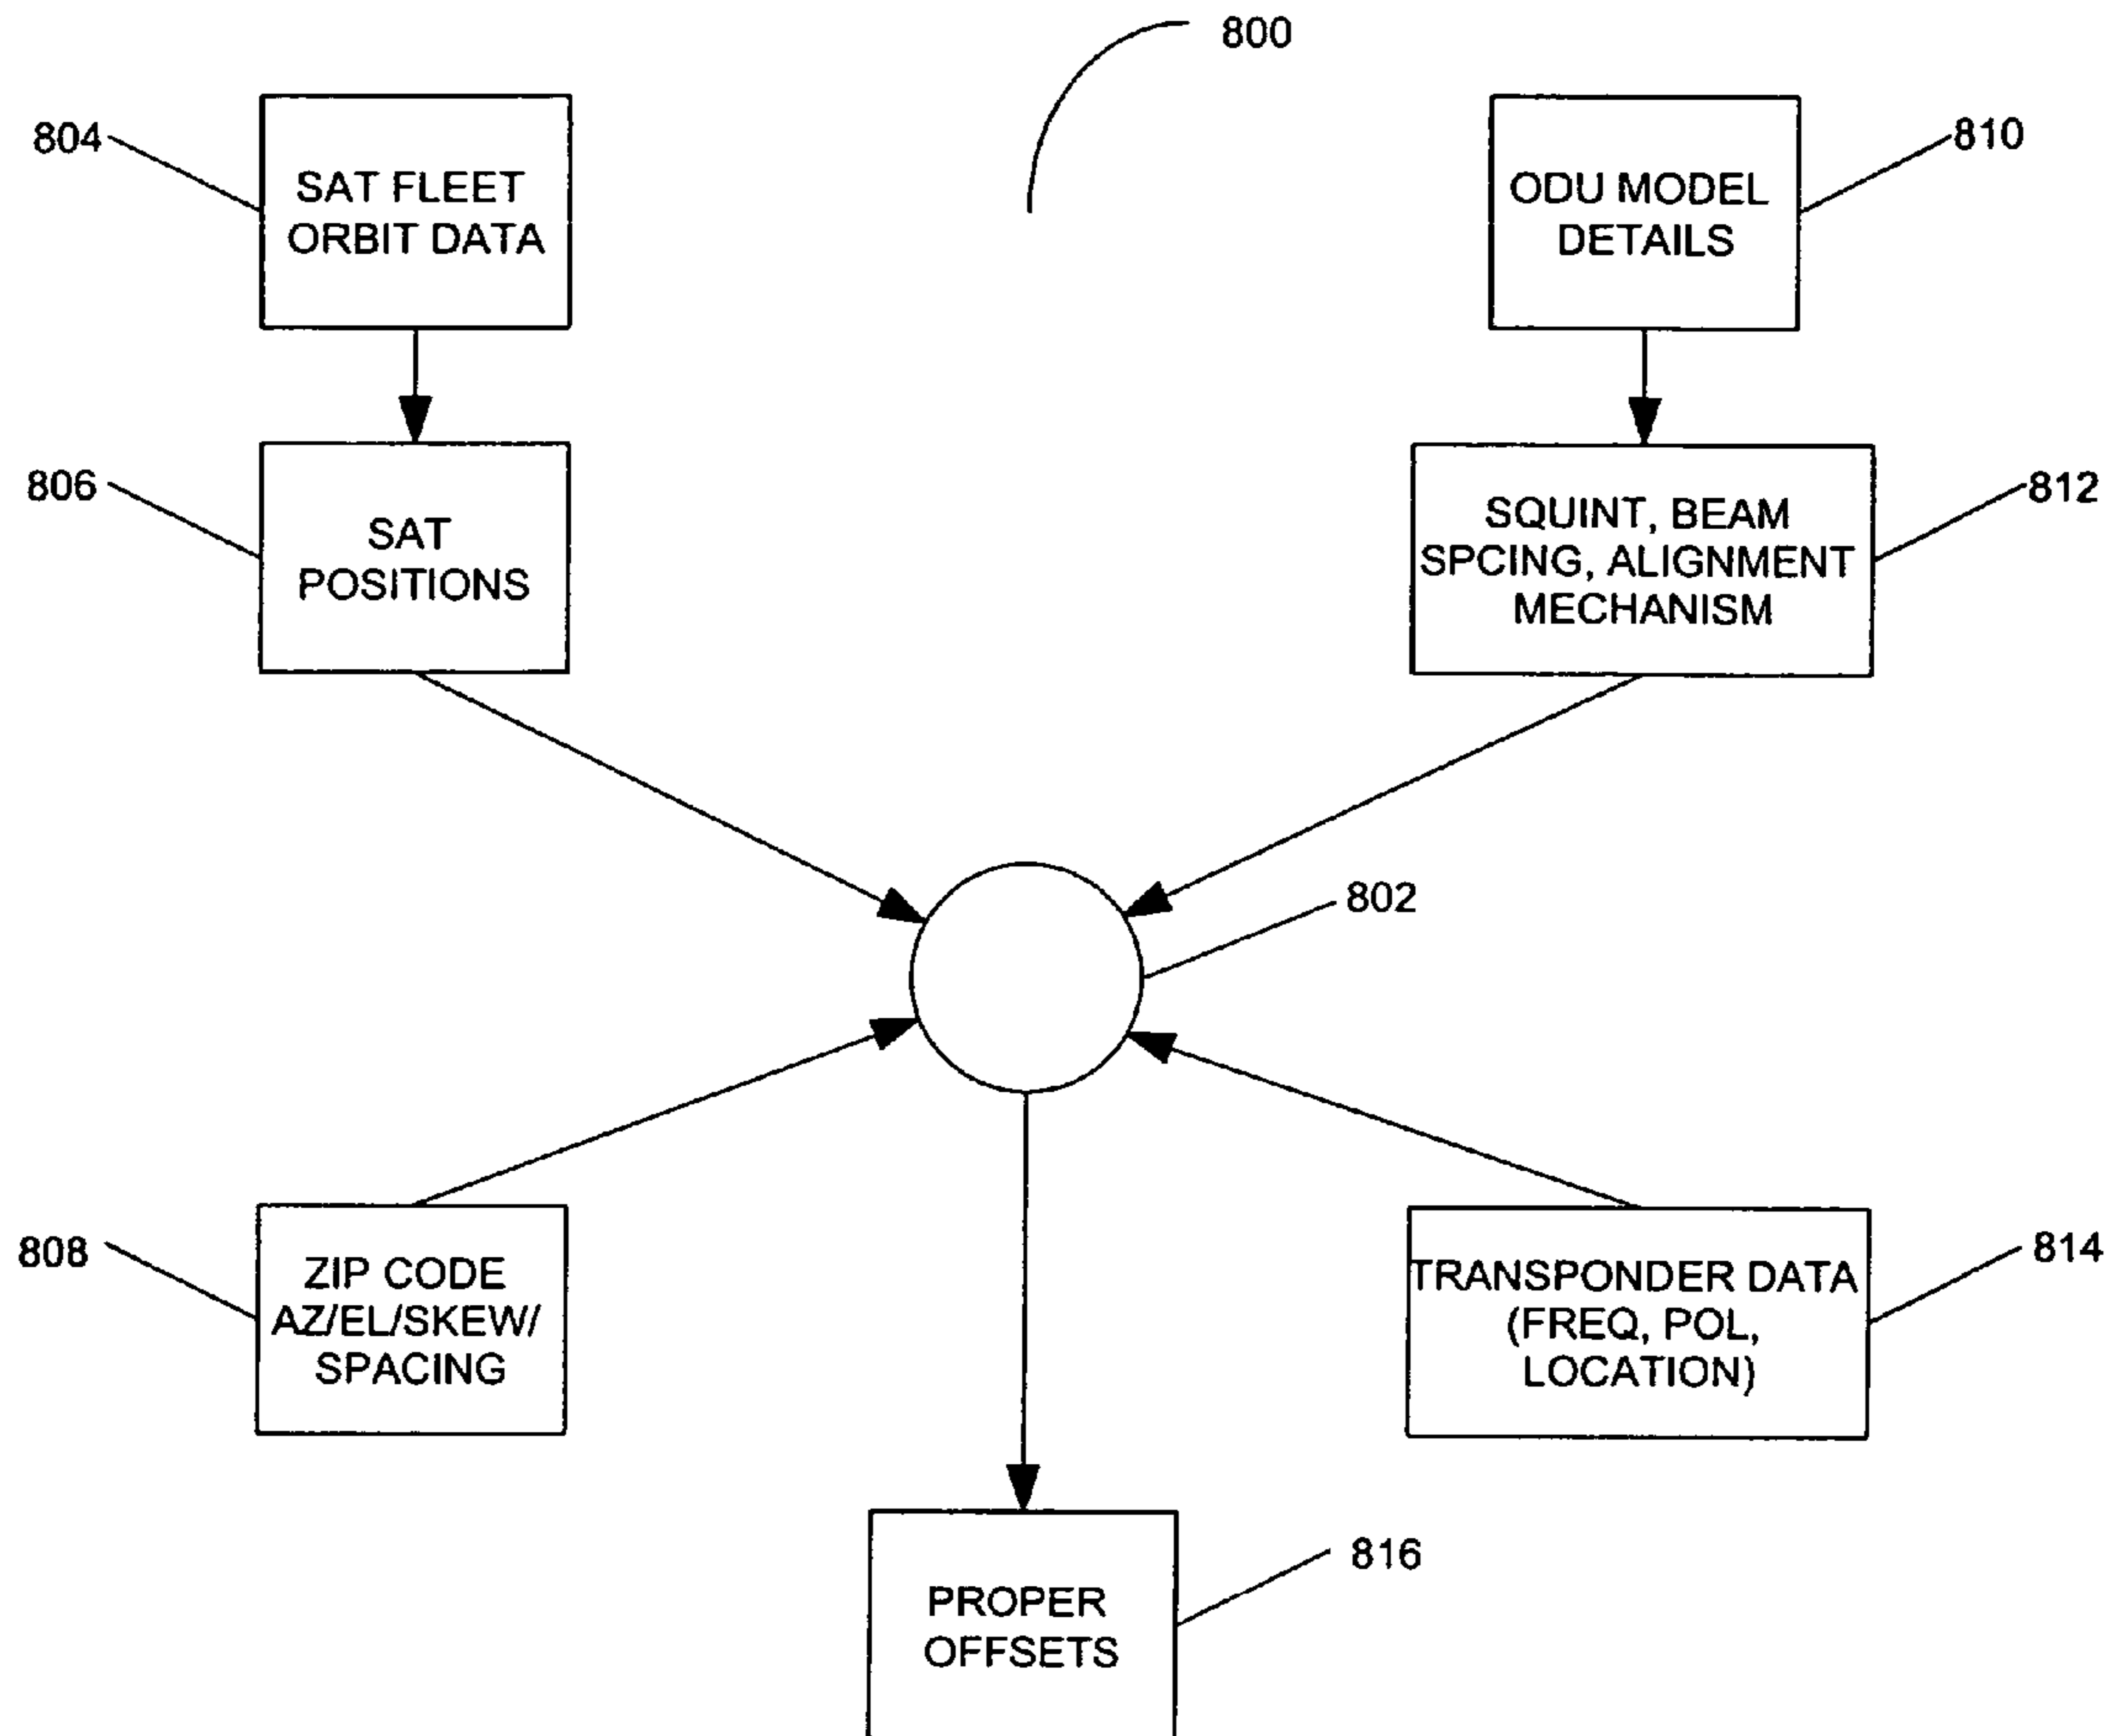 800
804
SAT FLEET
ORBIT DATA
810
ODU MODEL
DETAILS
806
SAT
POSITIONS
812
SQUINT, BEAM
SPCING, ALIGNMENT
MECHANISM
802
808
ZIP CODE
AZ/EL/SKEW/
SPACING
814
TRANSPONDER DATA
(FREQ, POL,
LOCATION)
816
PROPER
OFFSETS